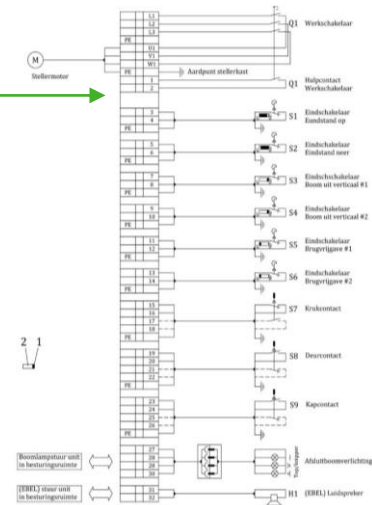 L1
L2
L3
PE
Q1 Werkschakelaar
U1
V1
W1
PE
M
Stellermotor
Aardpunt stellerkast
1
2
Q1 Hulpcontact
Werkschakelaar
3
4
PE
S1 Eindschakelaar
Eundstand op
5
6
PE
S2 Eindschakelaar
Eindstand neer
7
8
PE
S3 Eindschschakelaar
Boom uit verticaal #1
9
10
PE
S4 Eindschakelaar
Boom uit verticaal #2
11
12
PE
S5 Eindschakelaar
Brugvrijgave #1
13
14
PE
S6 Eindschakelaar
Brugvrijgave #2
15
16
17
18
PE
S7 Krukcontact
2 1
19
20
21
22
PE
S8 Deurcontact
23
24
25
26
PE
S9 Kapcontact
27
28
29
30
Boomlampstuur unit
in besturingsruimte
Afsluitboomverlichting
31
32
(EBEL) stuur unit
in besturingsruimte
H1 (EBEL) Luidspreker